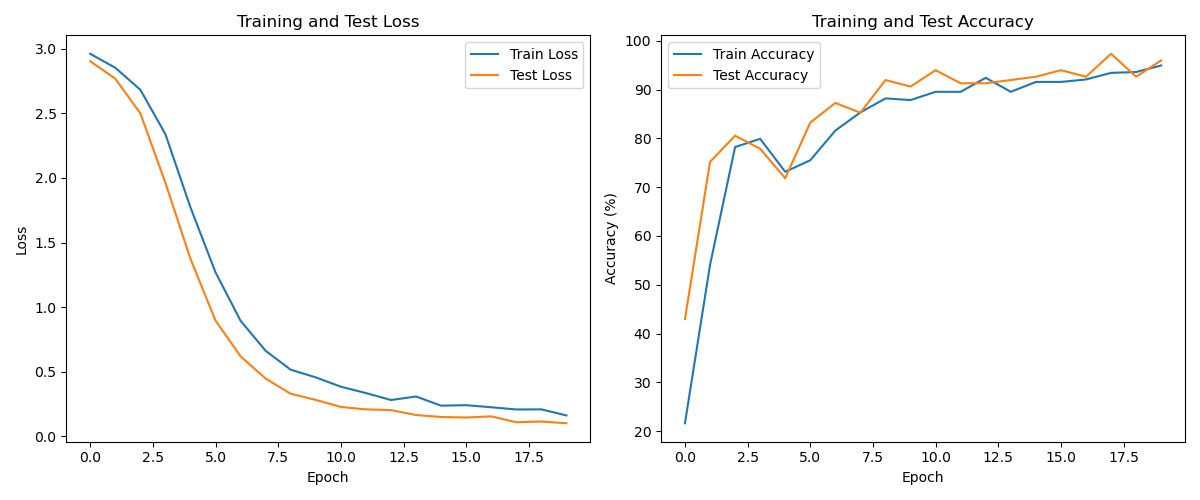 Training and Test Loss
Train Loss
Test Loss
3.0
2.5
2.0
1.5
1.0
0.5
0.0
Loss
0.0 2.5 5.0 7.5 10.0 12.5 15.0 17.5
Epoch
Training and Test Accuracy
Train Accuracy
Test Accuracy
100
90
80
70
60
50
40
30
20
Accuracy (%)
0.0 2.5 5.0 7.5 10.0 12.5 15.0 17.5
Epoch